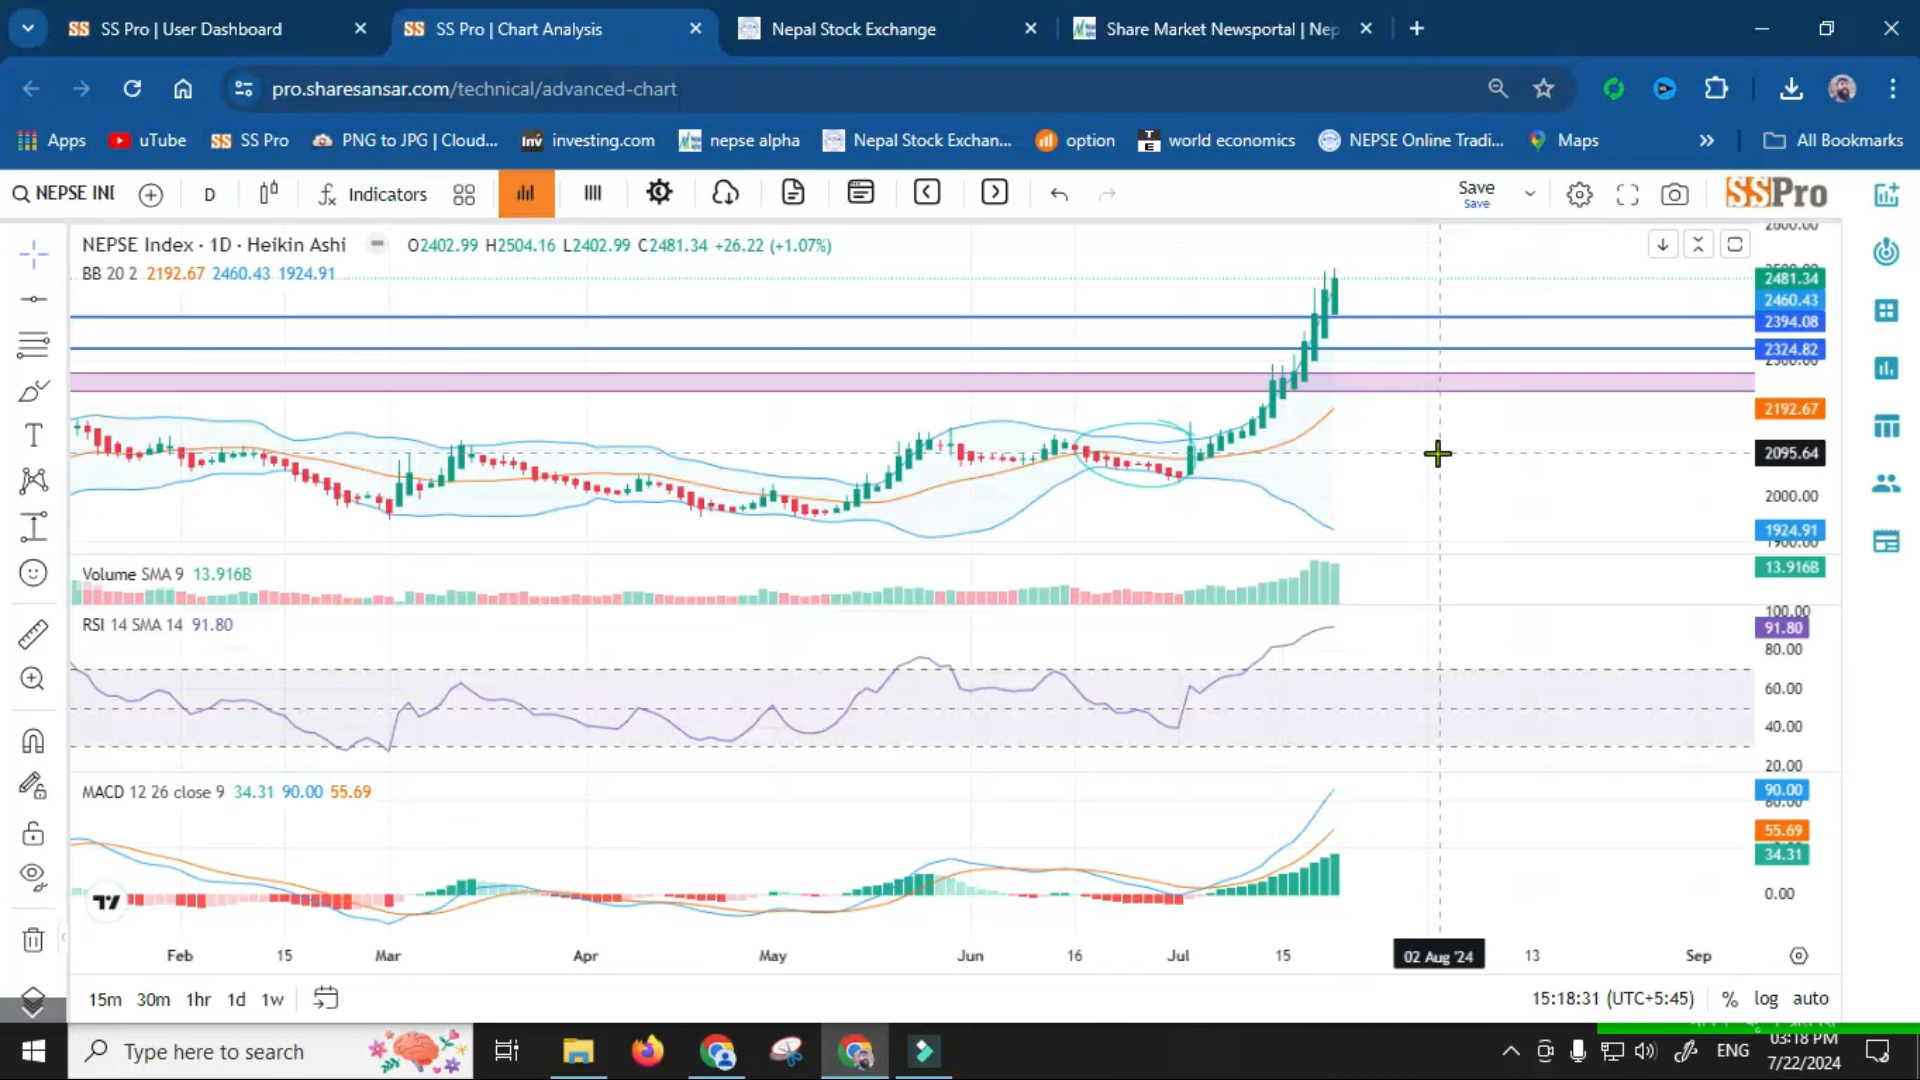 SS Pro | User Dashboard
SS Pro | Chart Analysis
Nepal Stock Exchange
Share Market Newsportal | Nep
pro.sharesansar.com/technical/advanced-chart
Apps
uTube
SS Pro
PNG to JPG | Cloud...
investing.com
nepse alpha
Nepal Stock Exchan...
option
world economics
NEPSE Online Tradi...
Maps
All Bookmarks
NEPSE INI
D
Indicators
Save
Save
SSPro
NEPSE Index · 1D · Heikin Ashi
O2402.99 H2504.16 L2402.99 C2481.34 +26.22 (+1.07%)
BB 20 2 2192.67 2460.43 1924.91
2481.34
2460.43
2394.08
2324.82
2192.67
2095.64
2000.00
1924.91
Volume SMA 9 13.916B
13.916B
RSI 14 SMA 14 91.80
100.00
91.80
80.00
60.00
40.00
20.00
MACD 12 26 close 9 34.31 90.00 55.69
90.00
80.00
55.69
34.31
0.00
Feb 15 Mar Apr May Jun 16 Jul 15 02 Aug '24 13 Sep
15m 30m 1hr 1d 1w
15:18:31 (UTC+5:45) % log auto
Type here to search
ENG
03:18 PM
7/22/2024